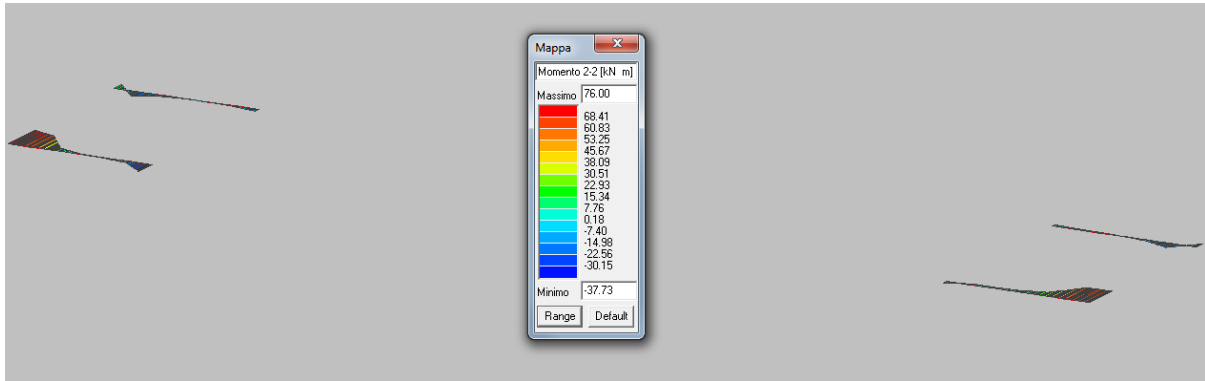 Mappa
Momento 2-2 [kN m]
Massimo 76.00
68.41
60.83
53.25
45.67
38.09
30.51
22.93
15.34
7.76
0.18
-7.40
-14.98
-22.56
-30.15
Minimo -37.73
Range Default